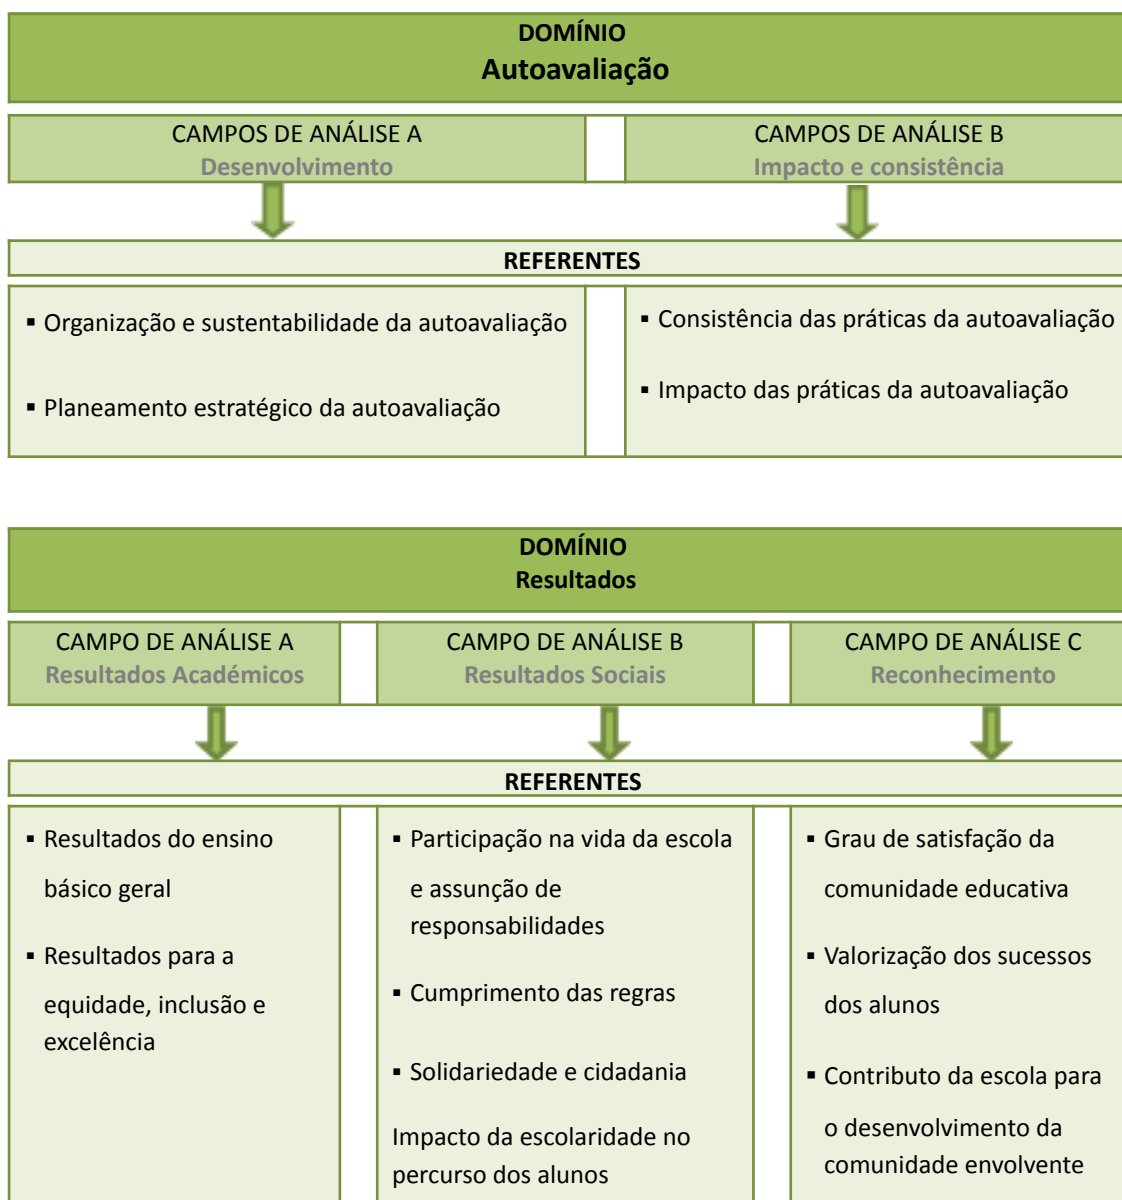 DOMÍNIO
Autoavaliação
CAMPOS DE ANÁLISE A
Desenvolvimento
CAMPOS DE ANÁLISE B
Impacto e consistência
REFERENTES
▪ Organização e sustentabilidade da autoavaliação
▪ Planeamento estratégico da autoavaliação
▪ Consistência das práticas da autoavaliação
▪ Impacto das práticas da autoavaliação
DOMÍNIO
Resultados
CAMPO DE ANÁLISE A
Resultados Académicos
CAMPO DE ANÁLISE B
Resultados Sociais
CAMPO DE ANÁLISE C
Reconhecimento
REFERENTES
▪ Resultados do ensino
básico geral
▪ Resultados para a
equidade, inclusão e
excelência
▪ Participação na vida da escola
e assunção de
responsabilidades
▪ Cumprimento das regras
▪ Solidariedade e cidadania
Impacto da escolaridade no
percurso dos alunos
▪ Grau de satisfação da
comunidade educativa
▪ Valorização dos sucessos
dos alunos
▪ Contributo da escola para
o desenvolvimento da
comunidade envolvente